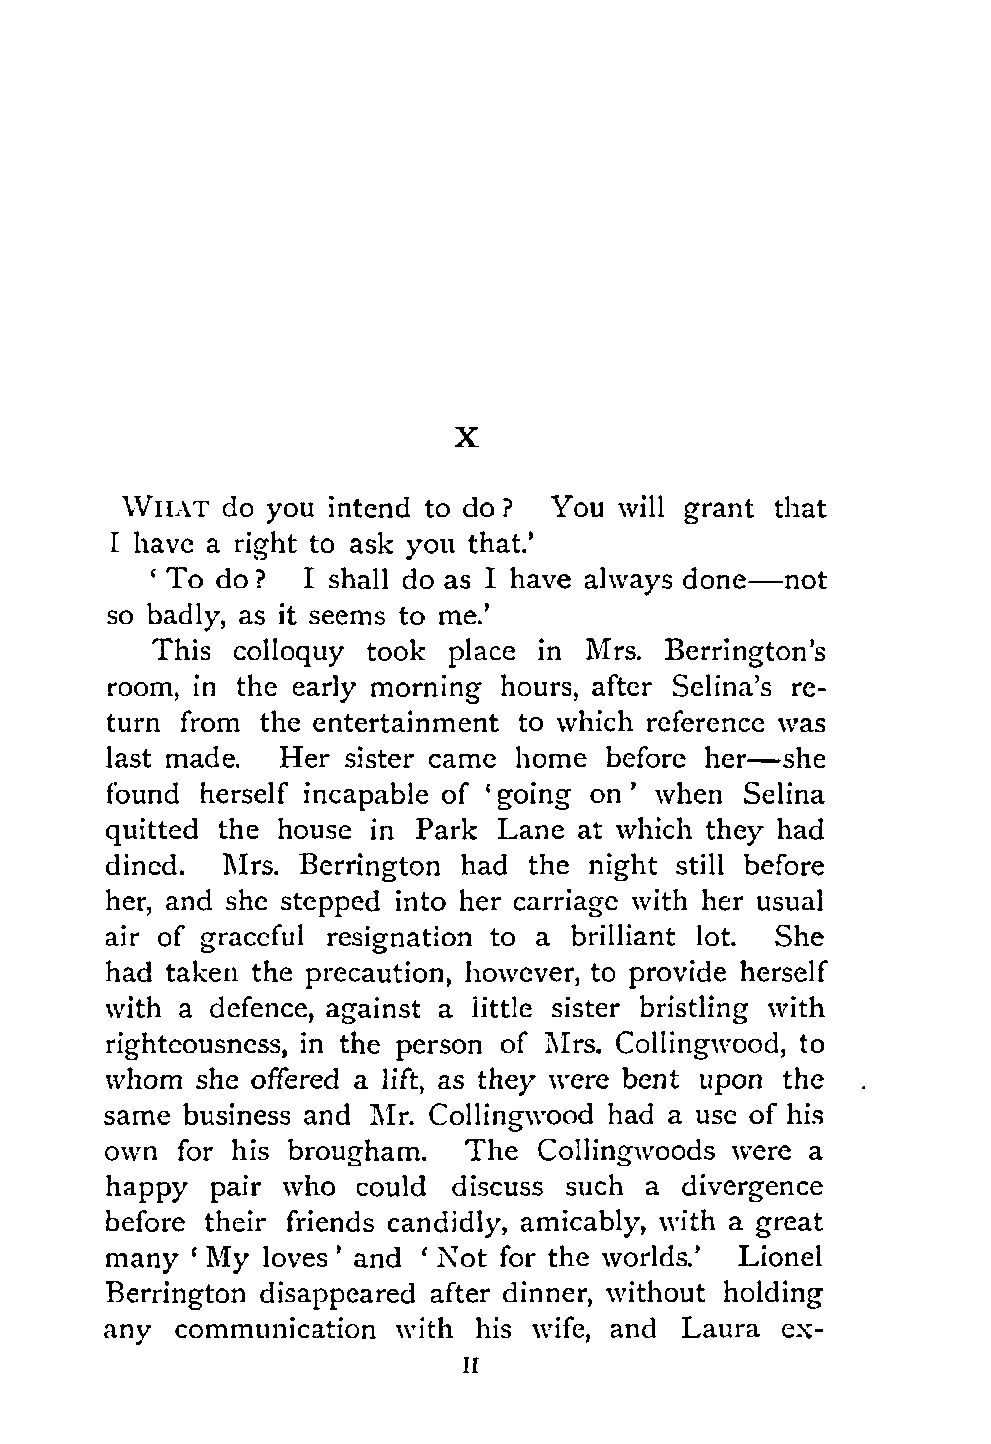 X
WHAT do you intend to do? You will grant that
I have a right to ask you that.'
'To do? I shall do as I have always done—not
so badly, as it seems to me.'
This colloquy took place in Mrs. Berrington's
room, in the early morning hours, after Selina's re-
turn from the entertainment to which reference was
last made. Her sister came home before her—she
found herself incapable of 'going on' when Selina
quitted the house in Park Lane at which they had
dined. Mrs. Berrington had the night still before
her, and she stepped into her carriage with her usual
air of graceful resignation to a brilliant lot. She
had taken the precaution, however, to provide herself
with a defence, against a little sister bristling with
righteousness, in the person of Mrs. Collingwood, to
whom she offered a lift, as they were bent upon the
same business and Mr. Collingwood had a use of his
own for his brougham. The Collingwoods were a
happy pair who could discuss such a divergence
before their friends candidly, amicably, with a great
many 'My loves' and 'Not for the worlds.' Lionel
Berrington disappeared after dinner, without holding
any communication with his wife, and Laura ex-
II